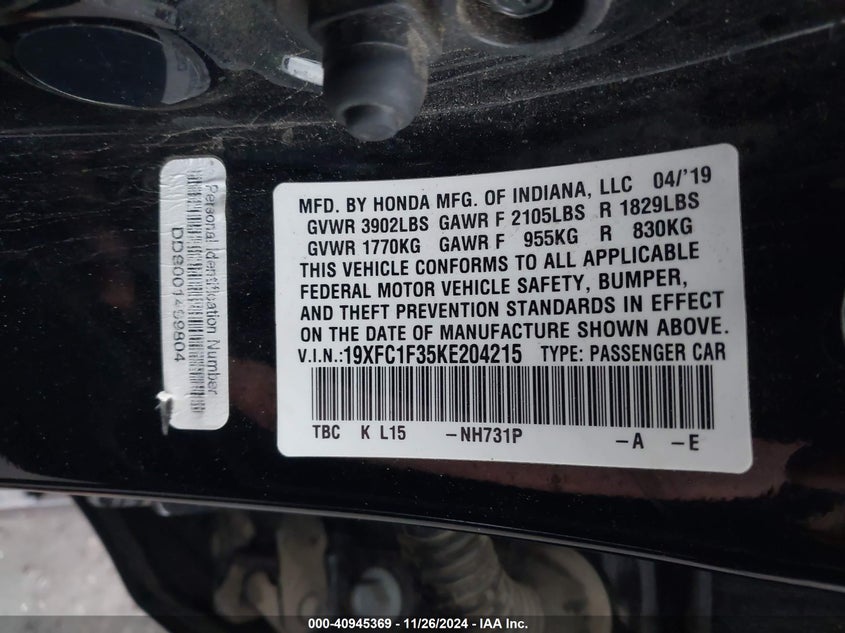 Personal Identification Number
DDS001499804
MFD. BY HONDA MFG. OF INDIANA, LLC 04/'19
GVWR 3902LBS GAWR F 2105LBS R 1829LBS
GVWR 1770KG GAWR F 955KG R 830KG
THIS VEHICLE CONFORMS TO ALL APPLICABLE
FEDERAL MOTOR VEHICLE SAFETY, BUMPER,
AND THEFT PREVENTION STANDARDS IN EFFECT
ON THE DATE OF MANUFACTURE SHOWN ABOVE.
V.I.N.:19XFC1F35KE204215 TYPE: PASSENGER CAR
TBC K L15 -NH731P -A -E
000-40945369 - 11/26/2024 - IAA Inc.